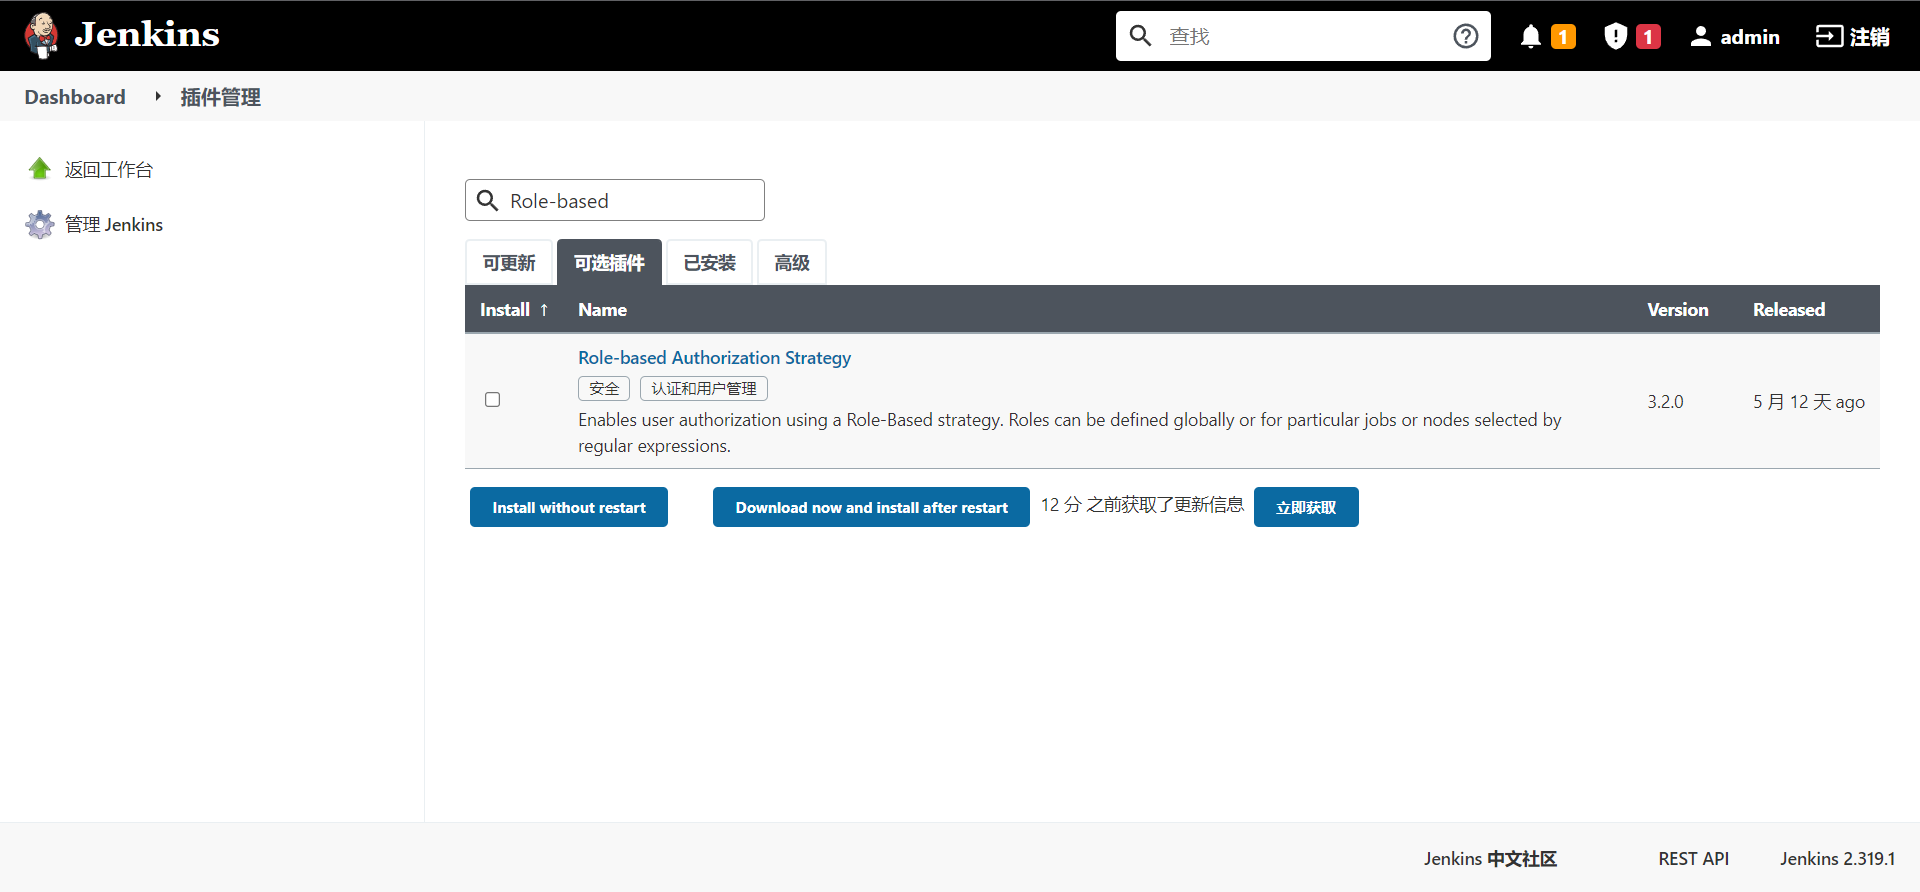 Jenkins
查找
1
1
admin
注销
Dashboard
插件管理
返回工作台
管理 Jenkins
Role-based
可更新
可选插件
已安装
高级
Install ↑
Name
Version
Released
Role-based Authorization Strategy
安全
认证和用户管理
Enables user authorization using a Role-Based strategy. Roles can be defined globally or for particular jobs or nodes selected by
regular expressions.
3.2.0
5 月 12 天 ago
Install without restart
Download now and install after restart
12 分 之前获取了更新信息
立即获取
Jenkins 中文社区
REST API
Jenkins 2.319.1